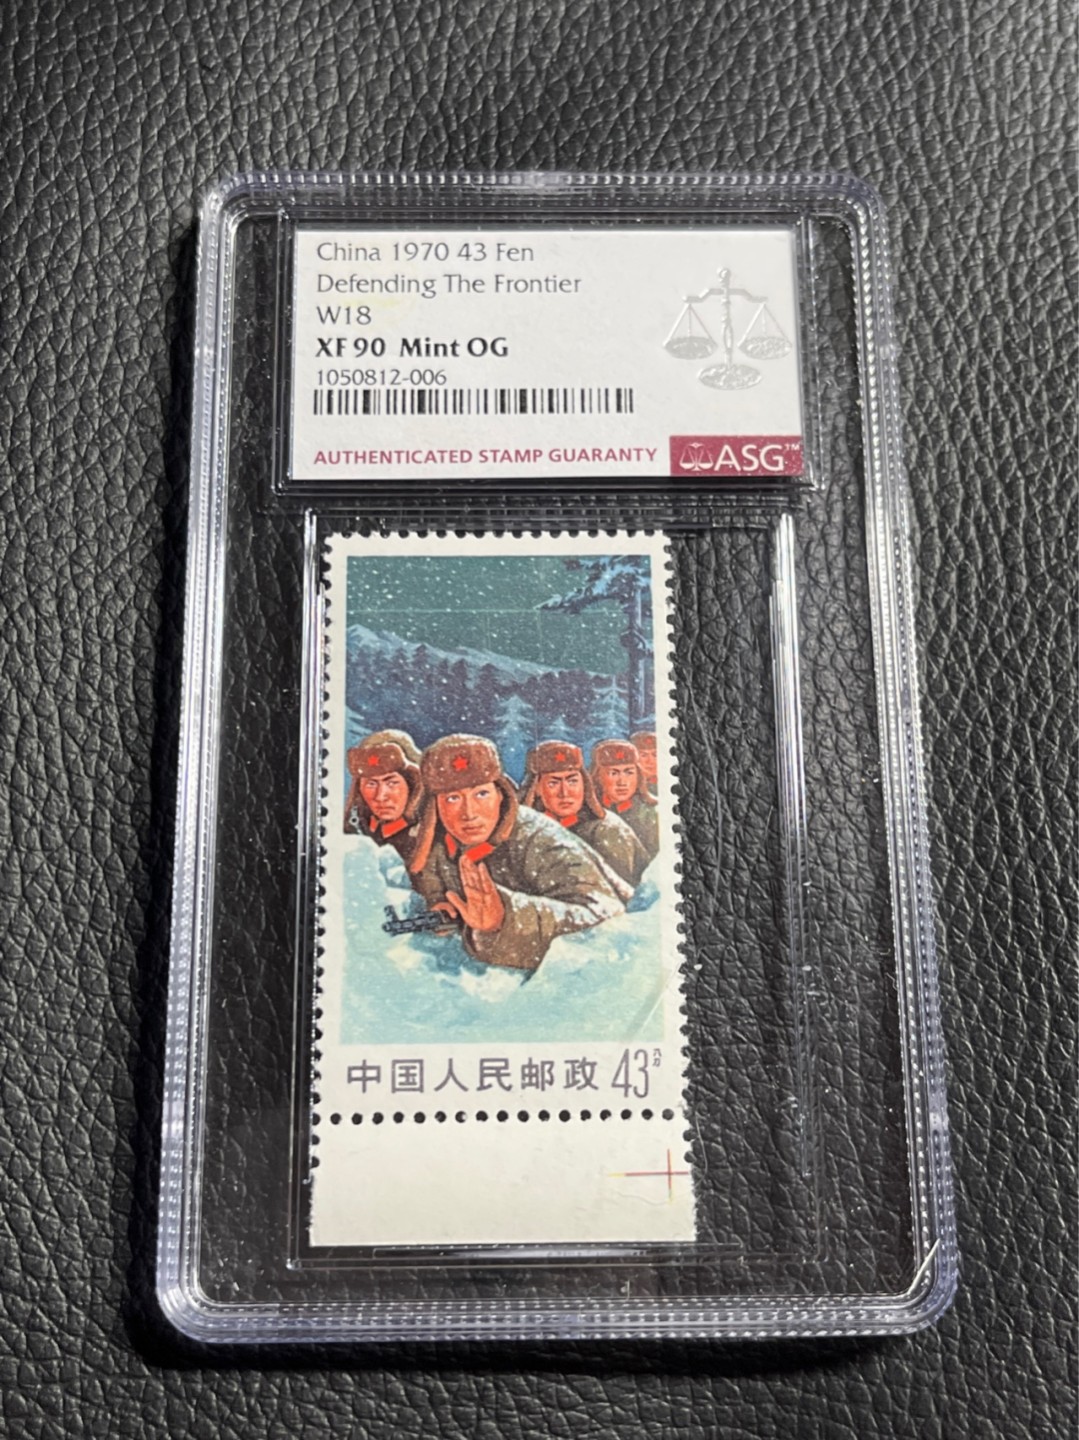 China 1970 43 Fen
Defending The Frontier
W18
XF 90 Mint OG
1050812-006
AUTHENTICATED STAMP GUARANTY ASG™
中国人民邮政 43八分